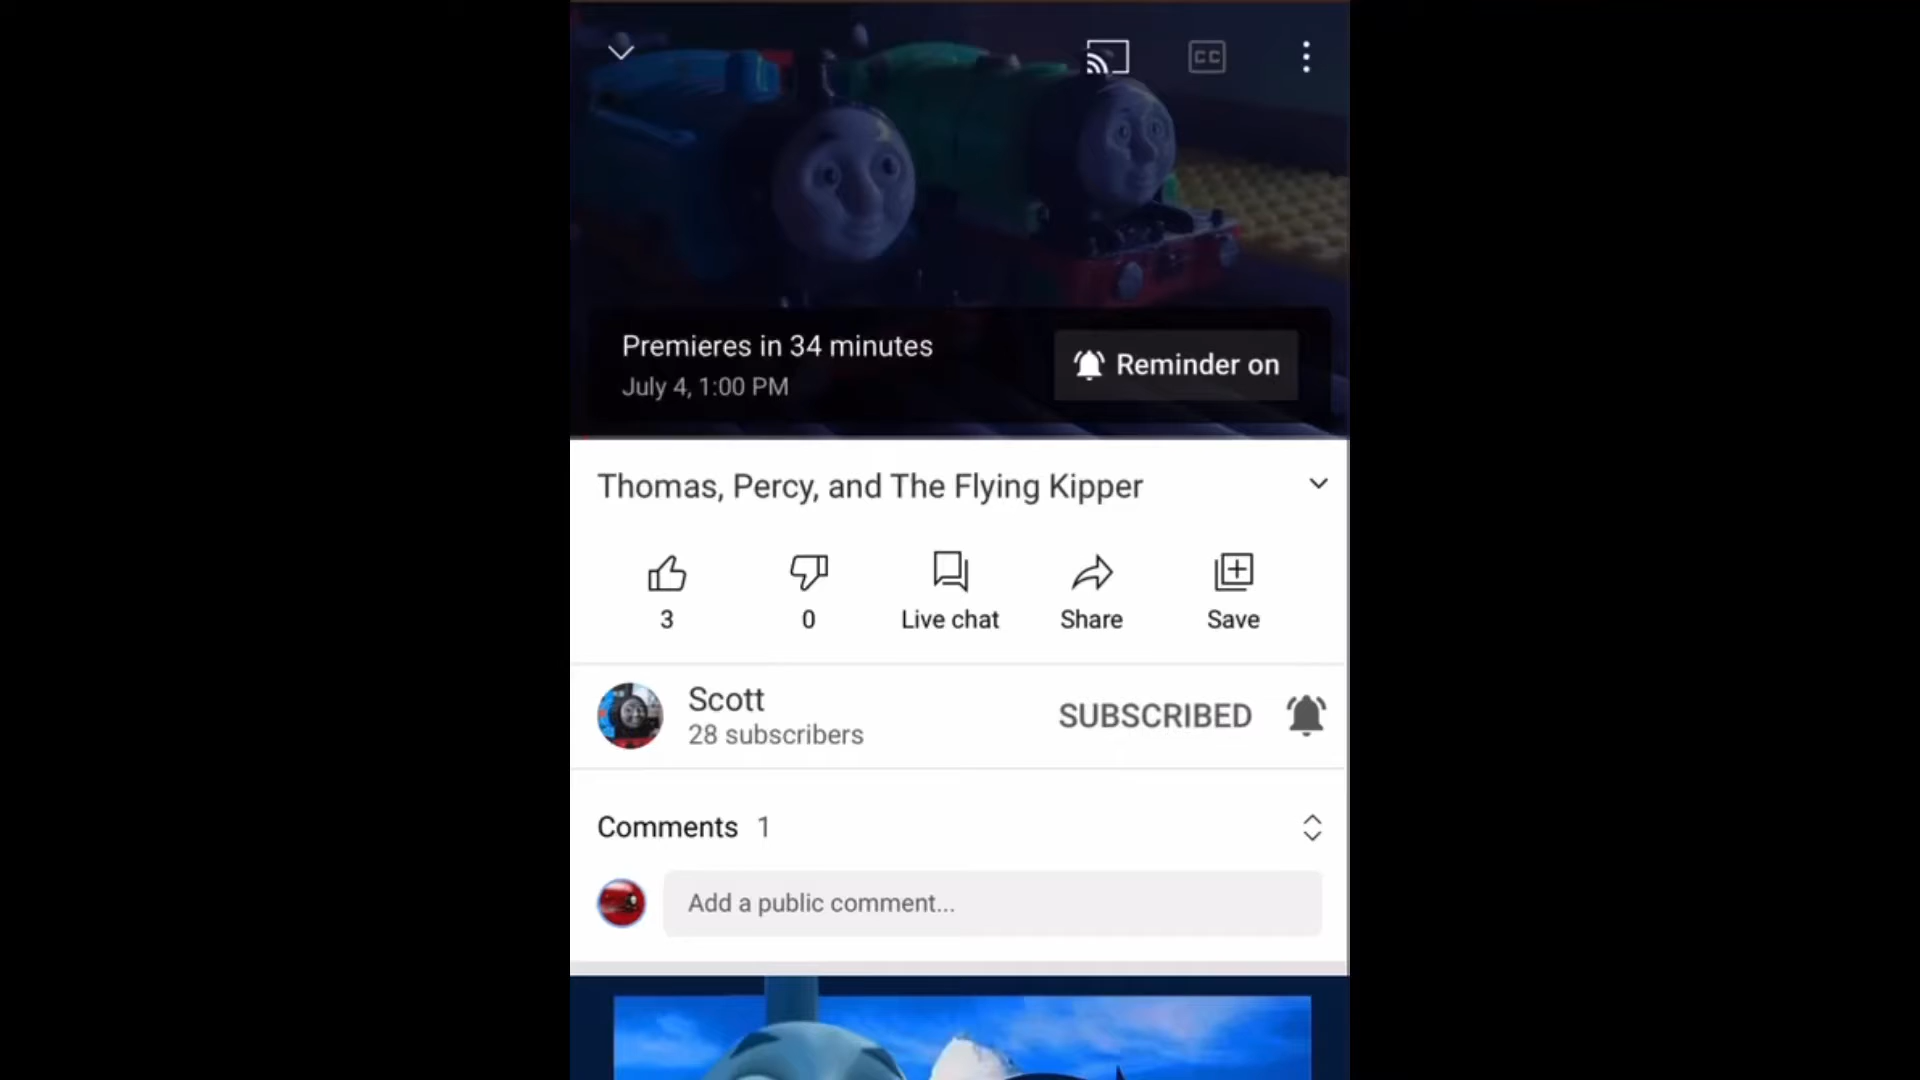 CC
Premieres in 34 minutes
July 4, 1:00 PM
Reminder on
Thomas, Percy, and The Flying Kipper
3
0
Live chat
Share
Save
Scott
28 subscribers
SUBSCRIBED
Comments 1
Add a public comment...